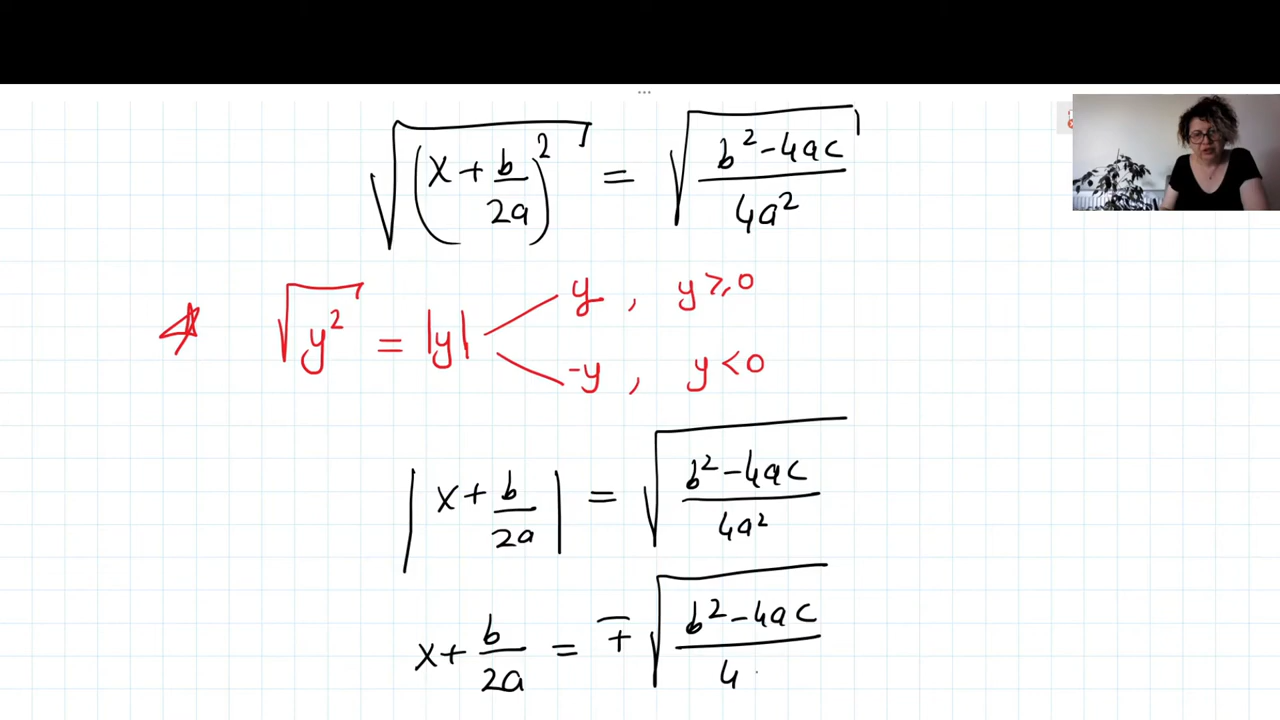 √(x + b/2a)² = √(b² - 4ac)/4a²
√y² = |y| y , y ⩾ 0
-y , y < 0
|x + b/2a| = √(b² - 4ac)/4a²
x + b/2a = ∓ √(b² - 4ac)/4